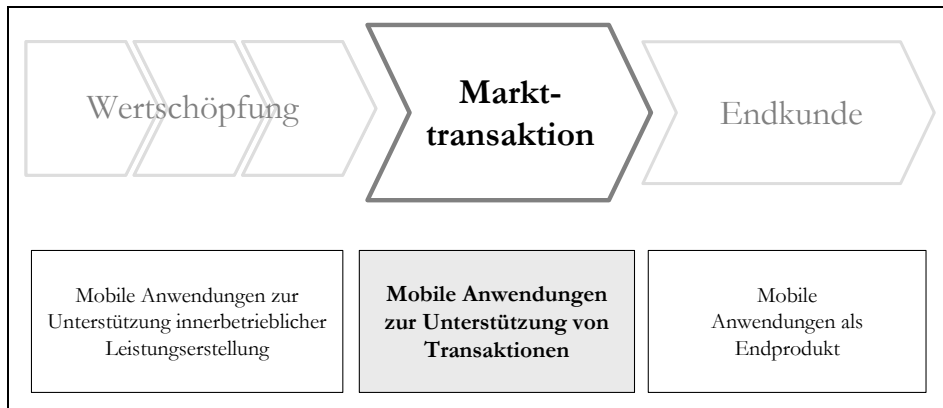 Wertschöpfung
Markt-
transaktion
Endkunde
Mobile Anwendungen zur
Unterstützung innerbetrieblicher
Leistungserstellung
Mobile Anwendungen
zur Unterstützung von
Transaktionen
Mobile
Anwendungen als
Endprodukt